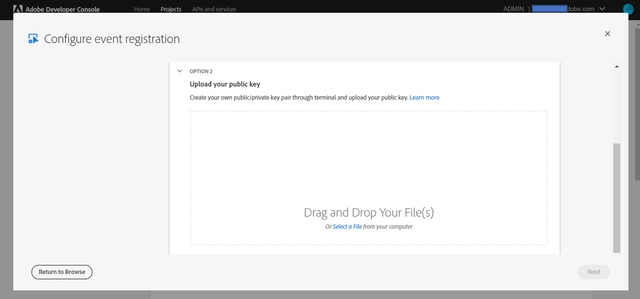 Adobe Developer Console
Home
Projects
APIs and services
ADMIN |
dobe.com
Configure event registration
OPTION 2
Upload your public key
Create your own public/private key pair through terminal and upload your public key. Learn more
Drag and Drop Your File(s)
Or Select a File from your computer
Return to Browse
Next